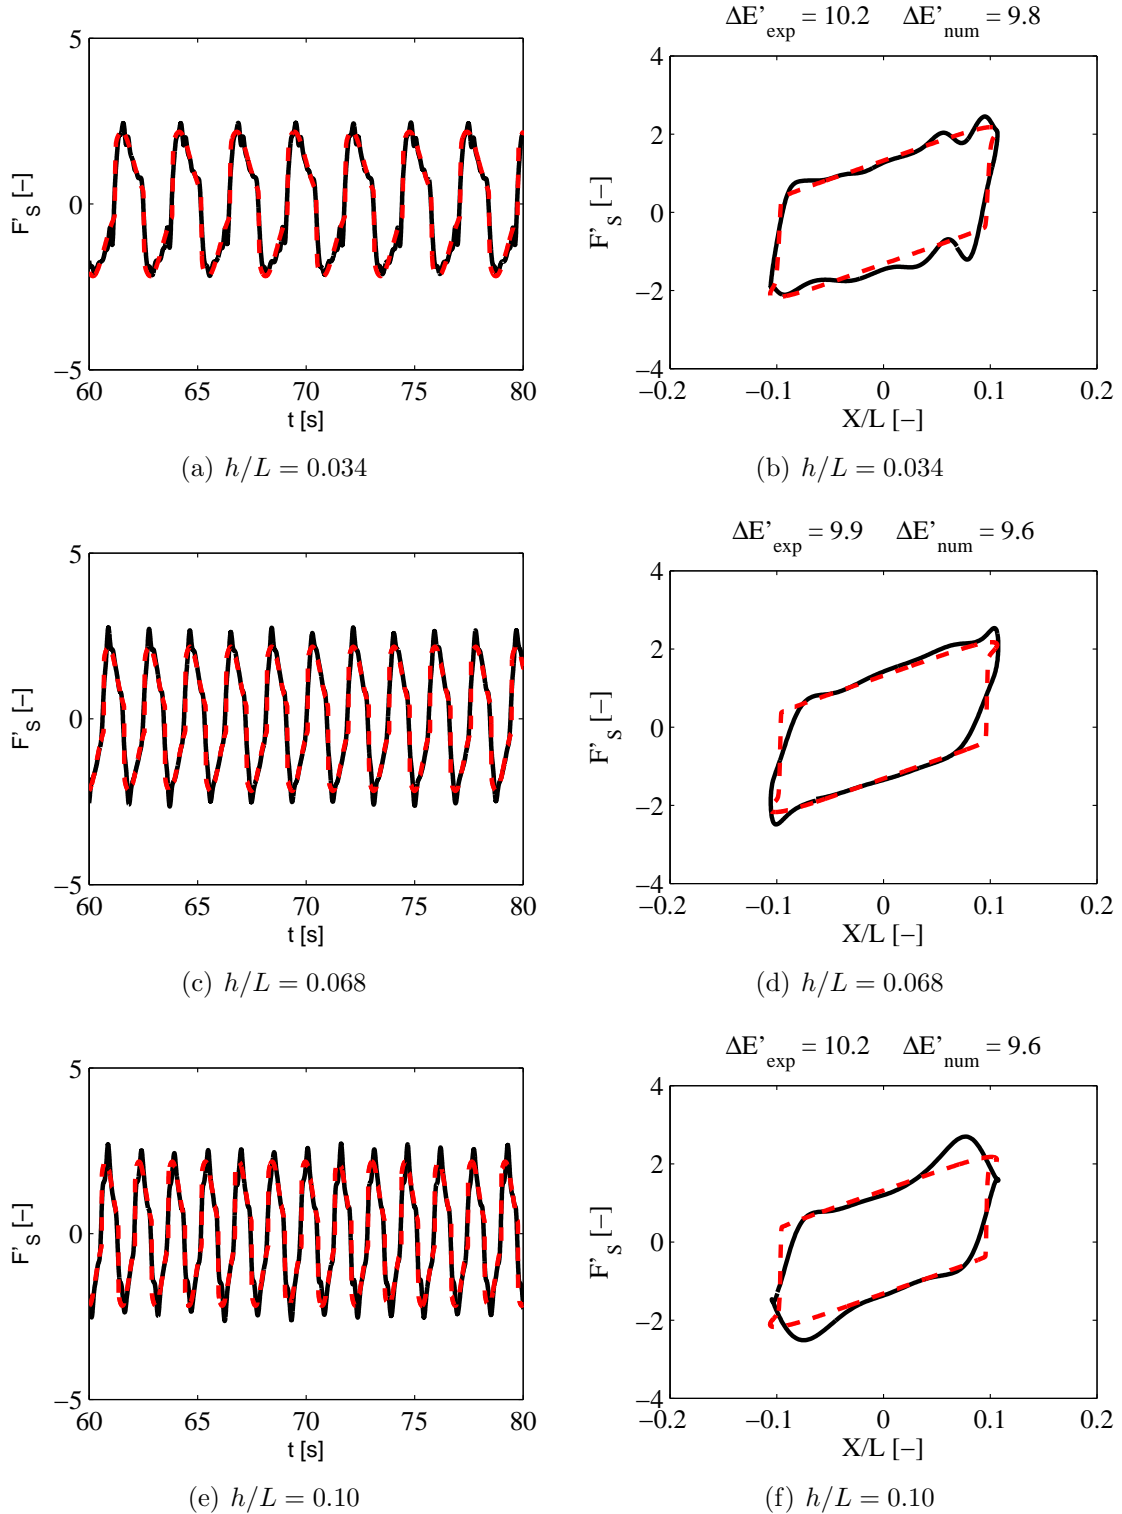 5
0
−5
60 65 70 75 80
F'S [−]
t [s]
(a) h/L = 0.034
ΔE'exp = 10.2 ΔE'num = 9.8
4
2
0
−2
−4
−0.2 −0.1 0 0.1 0.2
F'S [−]
X/L [−]
(b) h/L = 0.034
5
0
−5
60 65 70 75 80
F'S [−]
t [s]
(c) h/L = 0.068
ΔE'exp = 9.9 ΔE'num = 9.6
4
2
0
−2
−4
−0.2 −0.1 0 0.1 0.2
F'S [−]
X/L [−]
(d) h/L = 0.068
5
0
−5
60 65 70 75 80
F'S [−]
t [s]
(e) h/L = 0.10
ΔE'exp = 10.2 ΔE'num = 9.6
4
2
0
−2
−4
−0.2 −0.1 0 0.1 0.2
F'S [−]
X/L [−]
(f) h/L = 0.10